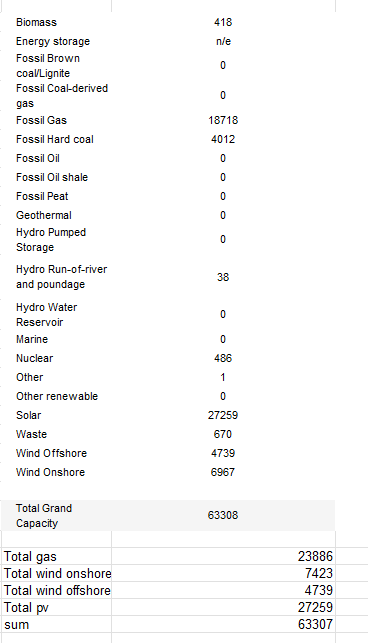 Biomass 418
Energy storage n/e
Fossil Brown
coal/Lignite 0
Fossil Coal-derived
gas 0
Fossil Gas 18718
Fossil Hard coal 4012
Fossil Oil 0
Fossil Oil shale 0
Fossil Peat 0
Geothermal 0
Hydro Pumped
Storage 0
Hydro Run-of-river
and poundage 38
Hydro Water
Reservoir 0
Marine 0
Nuclear 486
Other 1
Other renewable 0
Solar 27259
Waste 670
Wind Offshore 4739
Wind Onshore 6967
Total Grand
Capacity 63308
Total gas 23886
Total wind onshore 7423
Total wind offshore 4739
Total pv 27259
sum 63307